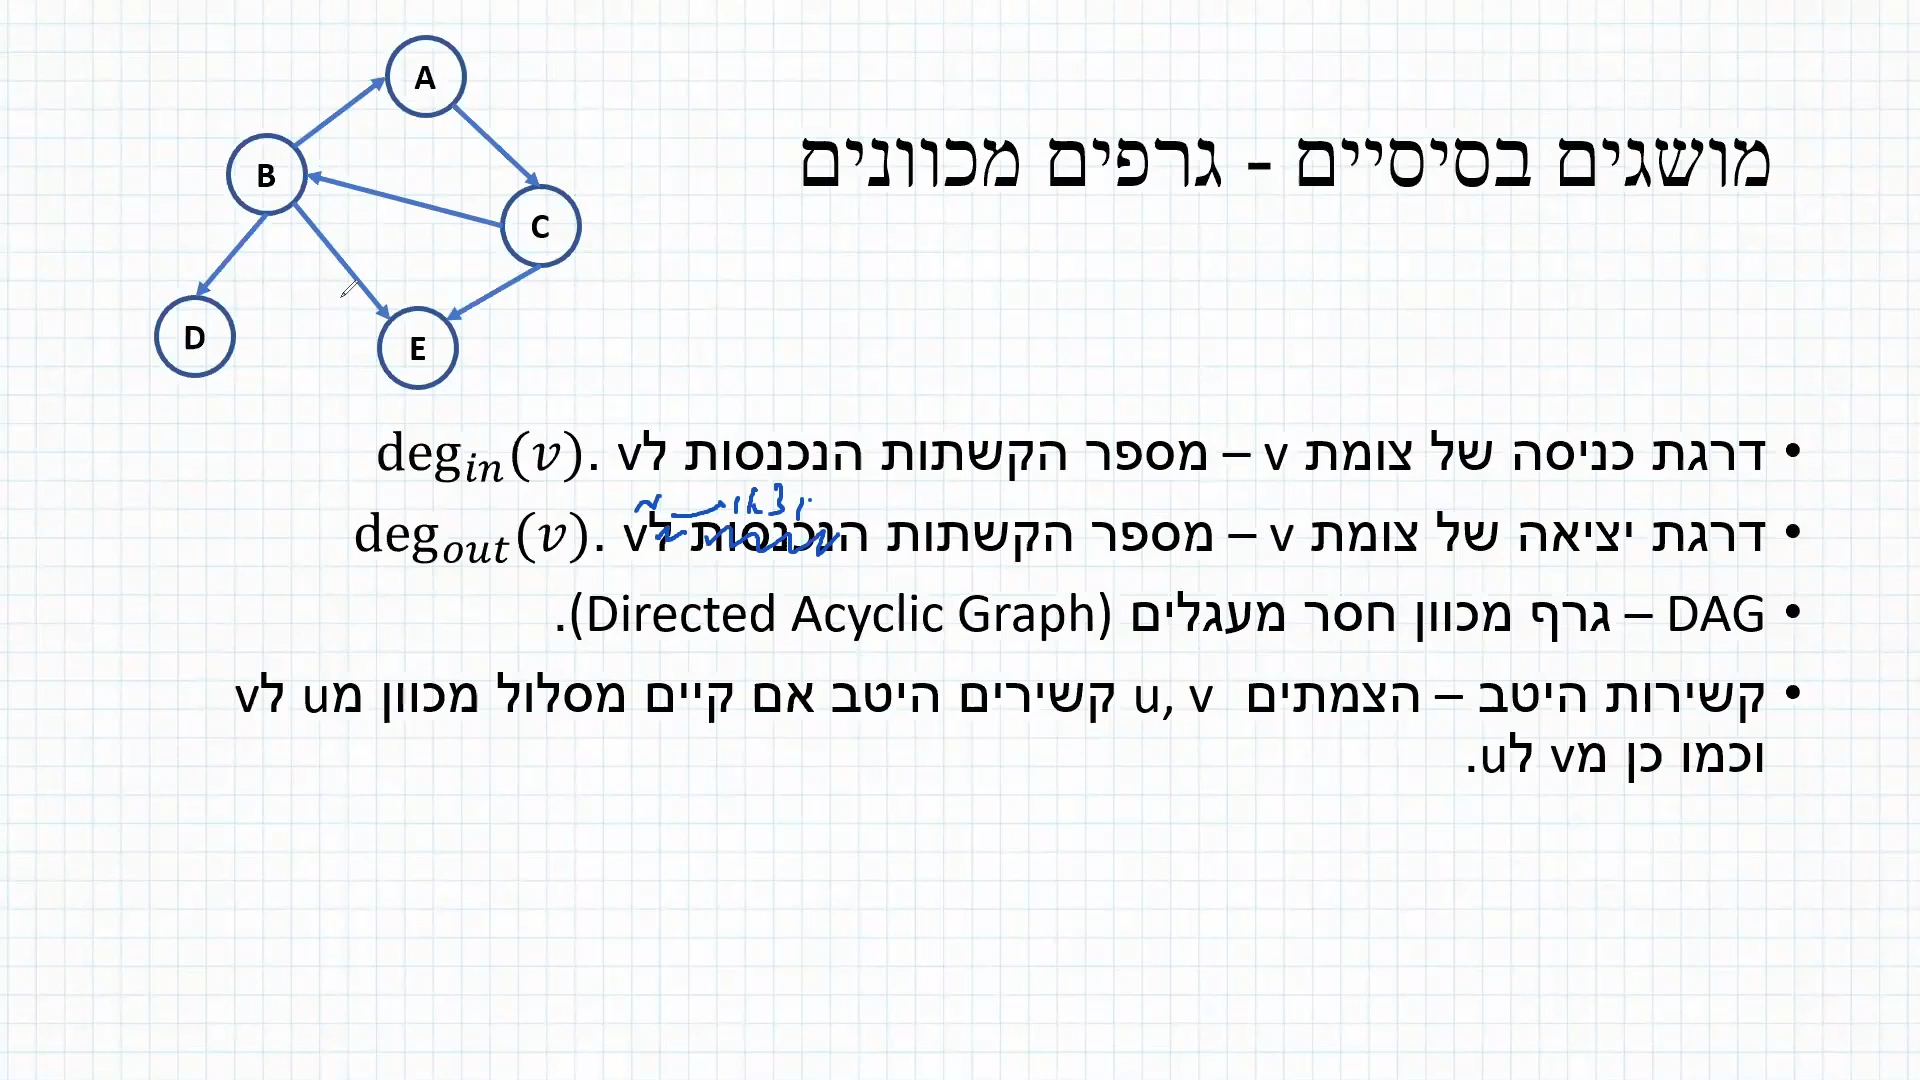 A
B
C
D
E
מושגים בסיסיים - גרפים מכוונים
• דרגת כניסה של צומת v – מספר הקשתות הנכנסות לv. deg_in(v)
• דרגת יציאה של צומת v – מספר הקשתות הנכנסות לv. deg_out(v)
• DAG – גרף מכוון חסר מעגלים (Directed Acyclic Graph).
• קשירות היטב – הצמתים u, v קשירים היטב אם קיים מסלול מכוון מu לv
וכמו כן מv לu.